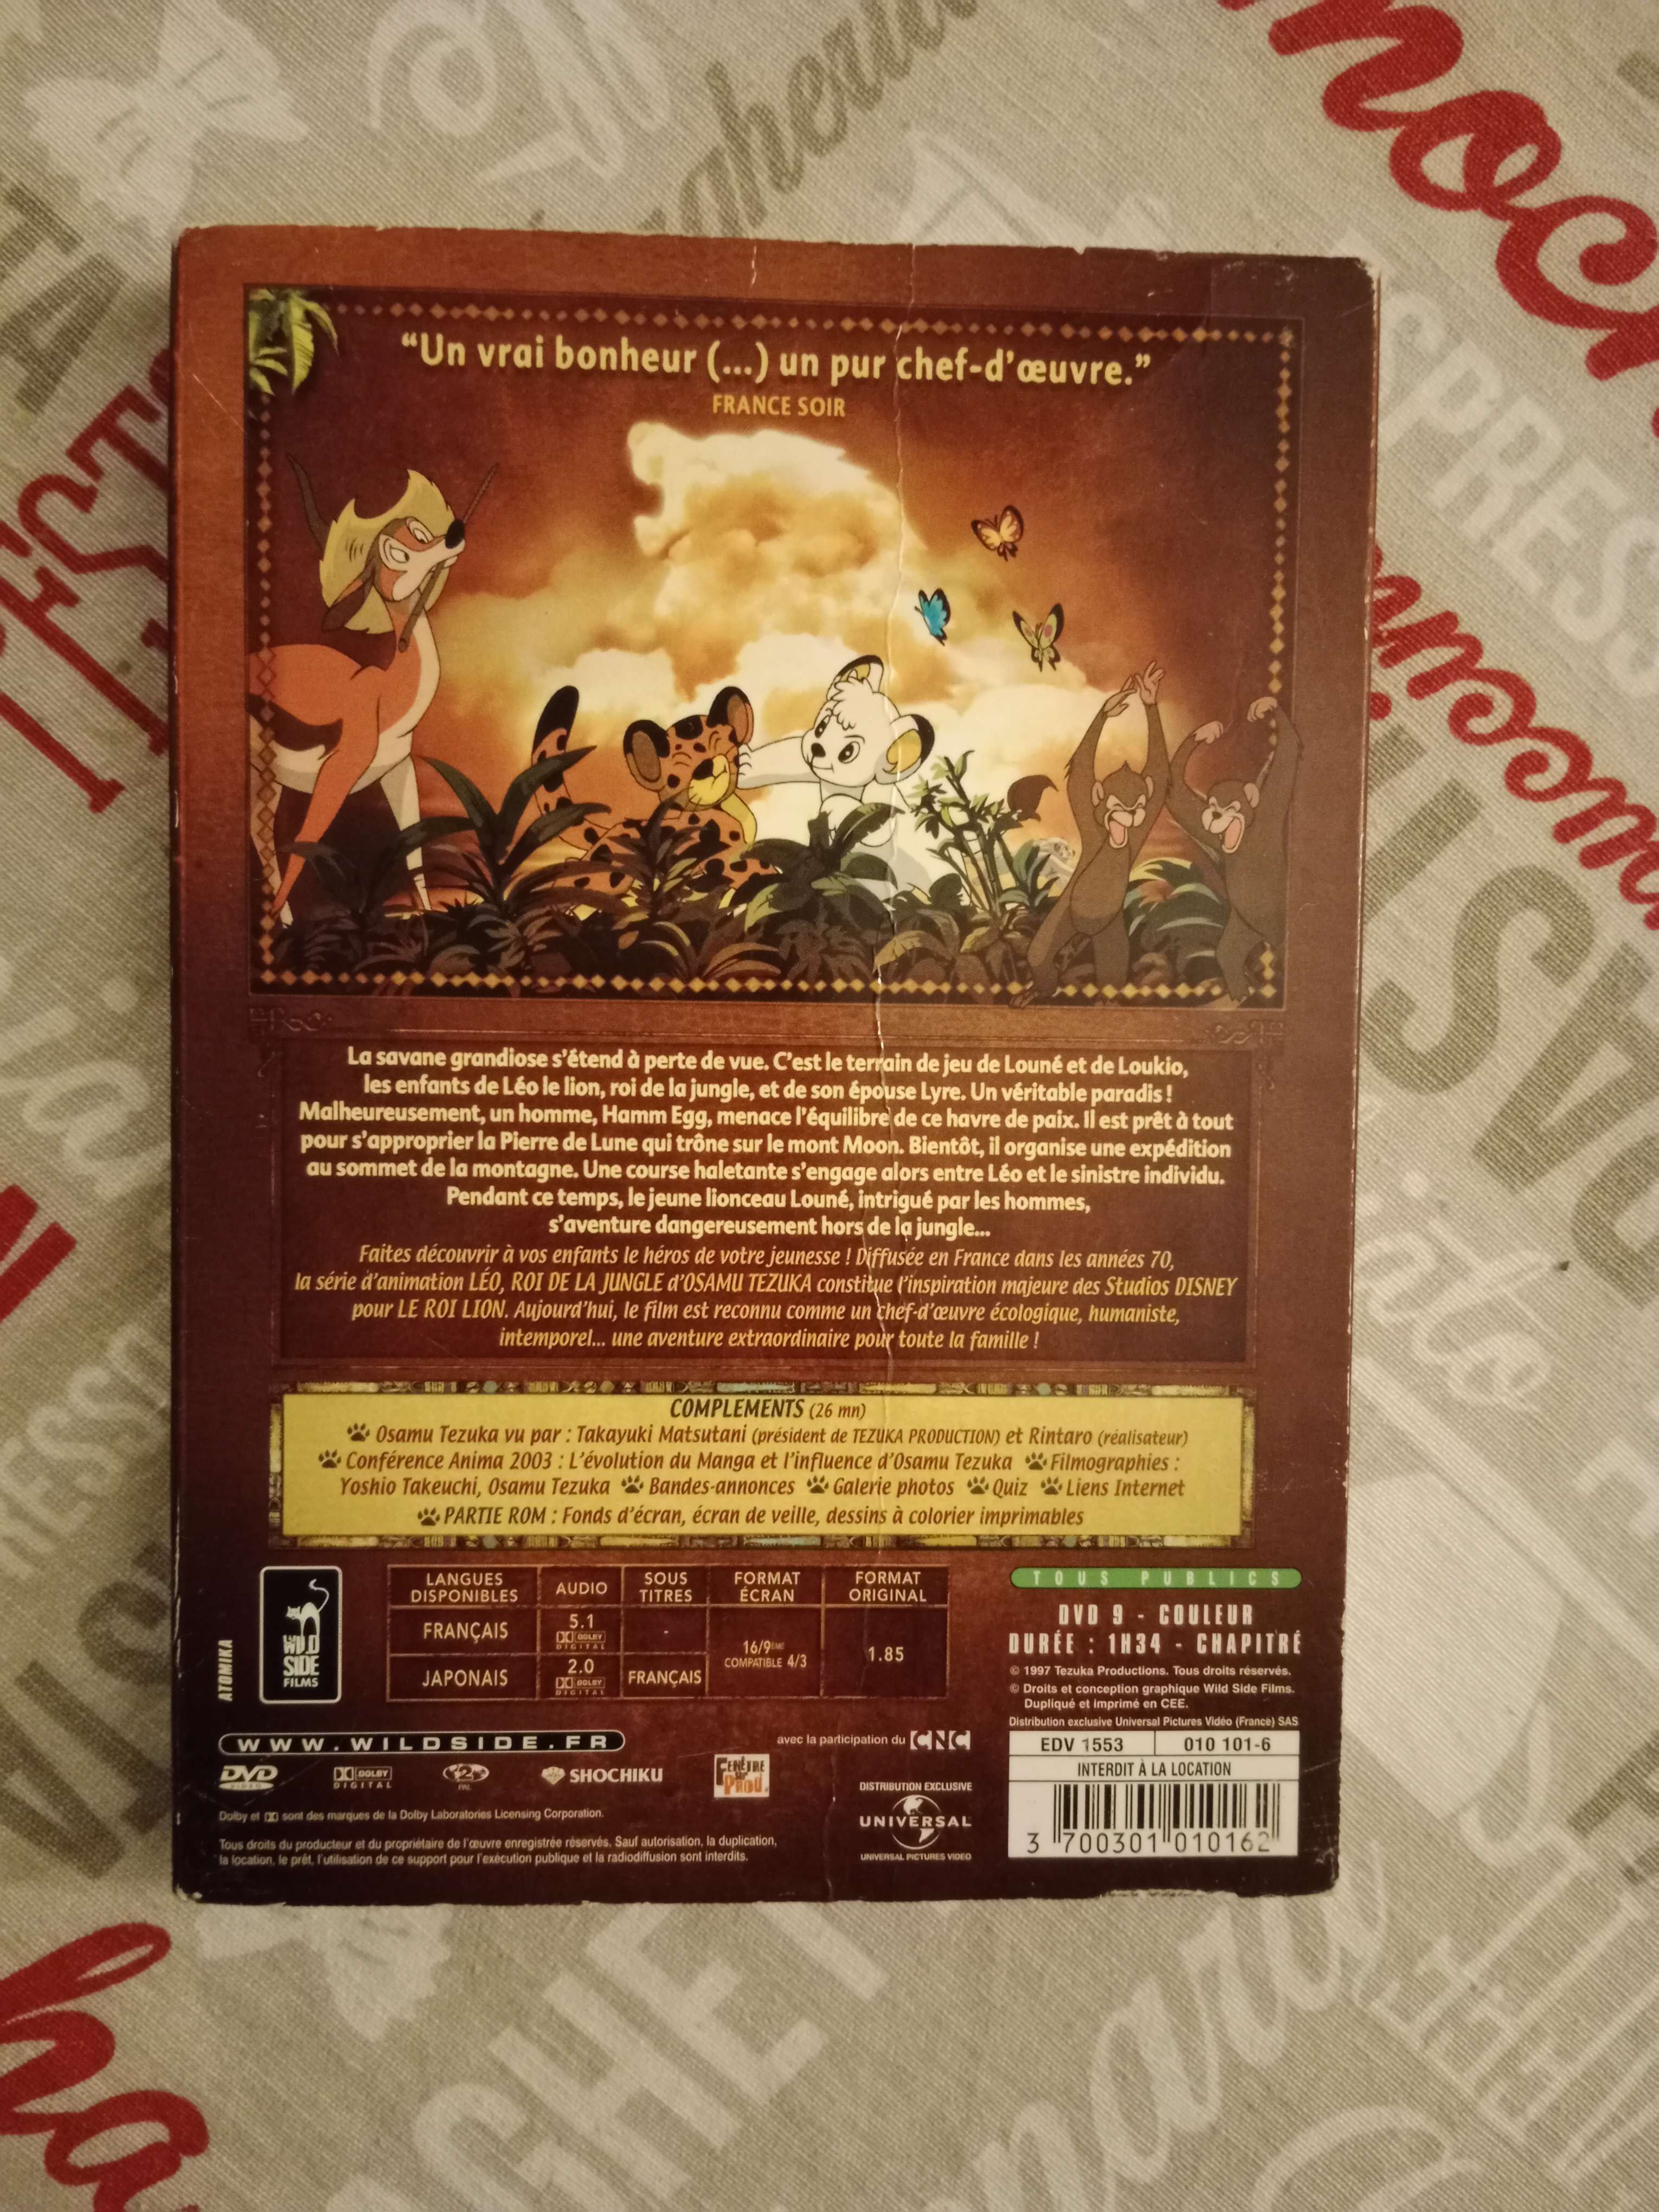 “Un vrai bonheur (...) un pur chef-d’œuvre.”
FRANCE SOIR
La savane grandiose s’étend à perte de vue. C’est le terrain de jeu de Louné et de Loukio,
les enfants de Léo le lion, roi de la jungle, et de son épouse Lyre. Un véritable paradis !
Malheureusement, un homme, Hamm Egg, menace l’équilibre de ce havre de paix. Il est prêt à tout
pour s’approprier la Pierre de Lune qui trône sur le mont Moon. Bientôt, il organise une expédition
au sommet de la montagne. Une course haletante s’engage alors entre Léo et le sinistre individu.
Pendant ce temps, le jeune lionceau Louné, intrigué par les hommes,
s’aventure dangereusement hors de la jungle...
Faites découvrir à vos enfants le héros de votre jeunesse ! Diffusée en France dans les années 70,
la série d’animation LÉO, ROI DE LA JUNGLE d’OSAMU TEZUKA constitue l’inspiration majeure des Studios DISNEY
pour LE ROI LION. Aujourd’hui, le film est reconnu comme un chef-d’œuvre écologique, humaniste,
intemporel... une aventure extraordinaire pour toute la famille !
COMPLEMENTS (26 mn)
Osamu Tezuka vu par : Takayuki Matsutani (président de TEZUKA PRODUCTION) et Rintaro (réalisateur)
Conférence Anima 2003 : L’évolution du Manga et l’influence d’Osamu Tezuka Filmographies :
Yoshio Takeuchi, Osamu Tezuka Bandes-annonces Galerie photos Quiz Liens Internet
PARTIE ROM : Fonds d’écran, écran de veille, dessins à colorier imprimables
ATOMIKA
WILD
SIDE
FILMS
LANGUES DISPONIBLES AUDIO SOUS TITRES FORMAT ÉCRAN FORMAT ORIGINAL
FRANÇAIS 5.1 DOLBY DIGITAL - 16/9ÈME COMPATIBLE 4/3 1.85
JAPONAIS 2.0 DOLBY DIGITAL FRANÇAIS
TOUS PUBLICS
DVD 9 - COULEUR
DURÉE : 1H34 - CHAPITRÉ
© 1997 Tezuka Productions. Tous droits réservés.
© Droits et conception graphique Wild Side Films.
Dupliqué et imprimé en CEE.
Distribution exclusive Universal Pictures Vidéo (France) SAS
EDV 1553 010 101-6
INTERDIT À LA LOCATION
3 700301 010162
WWW.WILDSIDE.FR
avec la participation du CNC
DVD VIDEO
DOLBY DIGITAL
2 PAL
SHOCHIKU
FENÊTRE sur Prod.
DISTRIBUTION EXCLUSIVE
UNIVERSAL
UNIVERSAL PICTURES VIDEO
Dolby et sont des marques de la Dolby Laboratories Licensing Corporation.
Tous droits du producteur et du propriétaire de l’œuvre enregistrée réservés. Sauf autorisation, la duplication,
la location, le prêt, l’utilisation de ce support pour l’exécution publique et la radiodiffusion sont interdits.